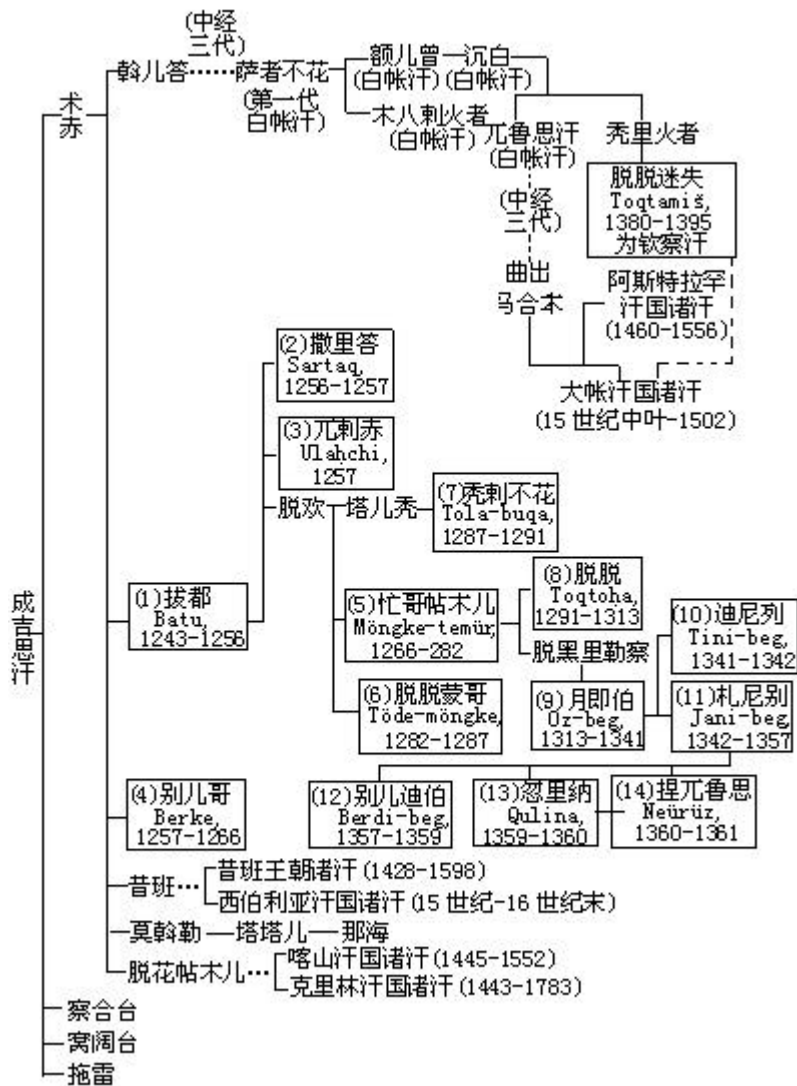 (中经
三代)
斡儿答……萨者不花
(第一代
白帐汗)
额儿曾
(白帐汗)
沉白
(白帐汗)
木八剌火者
(白帐汗)
兀鲁思汗
(白帐汗)
秃里火者
脱脱迷失
Toqtamiš,
1380-1395
为钦察汗
(中经
三代)
曲出
马合木
阿斯特拉罕
汗国诸汗
(1460-1556)
大帐汗国诸汗
(15世纪中叶-1502)
术
赤
(2)撒里答
Sartaq,
1256-1257
(3)兀剌赤
Ulaḥchi,
1257
脱欢
塔儿秃
(7)秃剌不花
Tola-buqa,
1287-1291
(1)拔都
Batu,
1243-1256
(5)忙哥帖木儿
Möngke-temür,
1266-282
(8)脱脱
Toqtoha,
1291-1313
脱黑里勒察
(10)迪尼列
Tini-beg,
1341-1342
(6)脱脱蒙哥
Töde-möngke,
1282-1287
(9)月即伯
Oz-beg,
1313-1341
(11)札尼别
Jani-beg,
1342-1357
成
吉
思
汗
(4)别儿哥
Berke,
1257-1266
(12)别儿迪伯
Berdi-beg,
1357-1359
(13)忽里纳
Qulina,
1359-1360
(14)捏兀鲁思
Neürüz,
1360-1361
昔班…
昔班王朝诸汗(1428-1598)
西伯利亚汗国诸汗(15世纪-16世纪末)
莫斡勒
塔塔儿
那海
脱花帖木儿…
喀山汗国诸汗(1445-1552)
克里林汗国诸汗(1443-1783)
察合台
窝阔台
拖雷